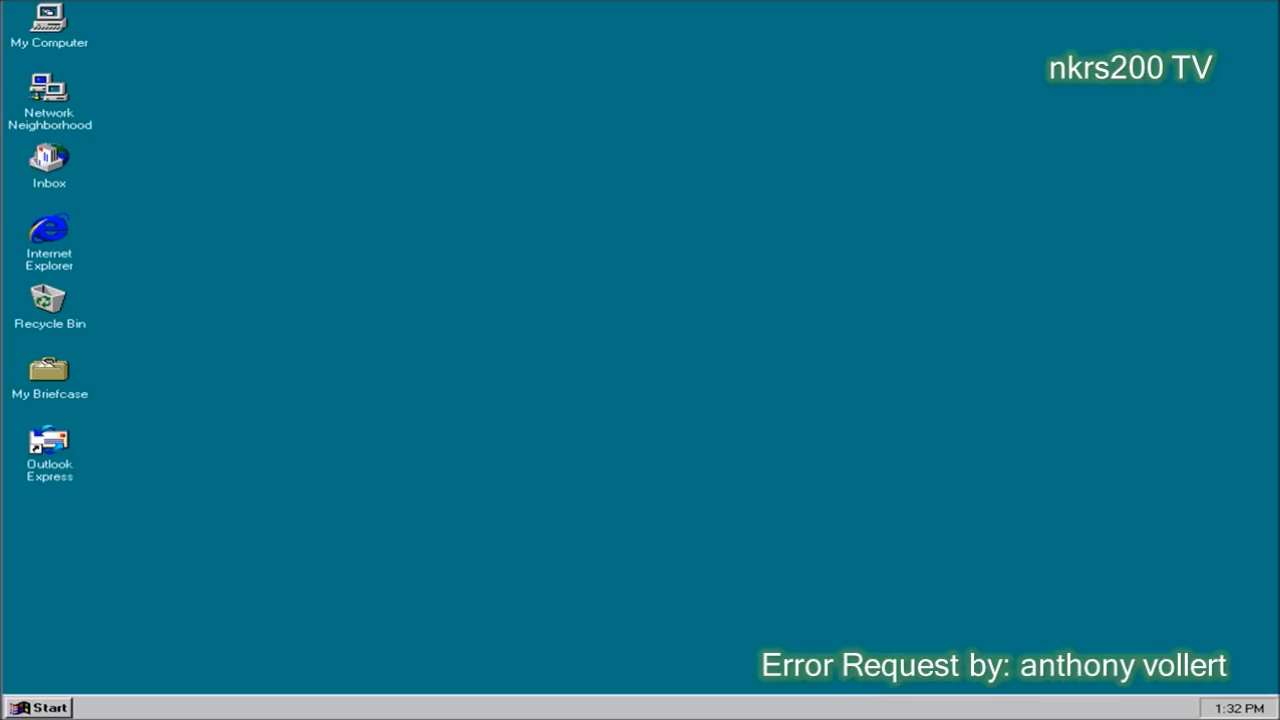 My Computer
nkrs200 TV
Network
Neighborhood
Inbox
Internet
Explorer
Recycle Bin
My Briefcase
Outlook
Express
Error Request by: anthony vollert
Start
1:32 PM